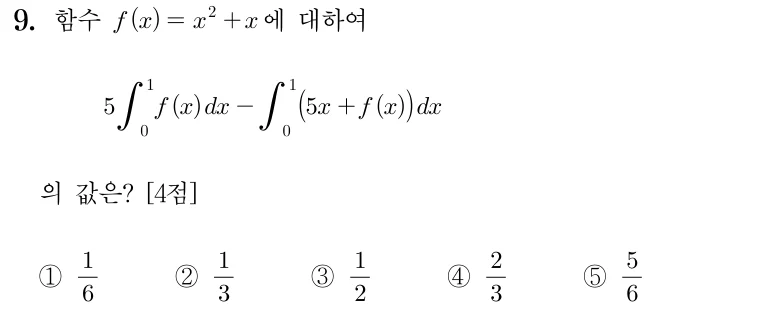 9. 함수 f(x) = x² + x에 대하여
5∫₀¹ f(x)dx − ∫₀¹ (5x + f(x))dx
의 값은? [4점]
① 1/6 ② 1/3 ③ 1/2 ④ 2/3 ⑤ 5/6